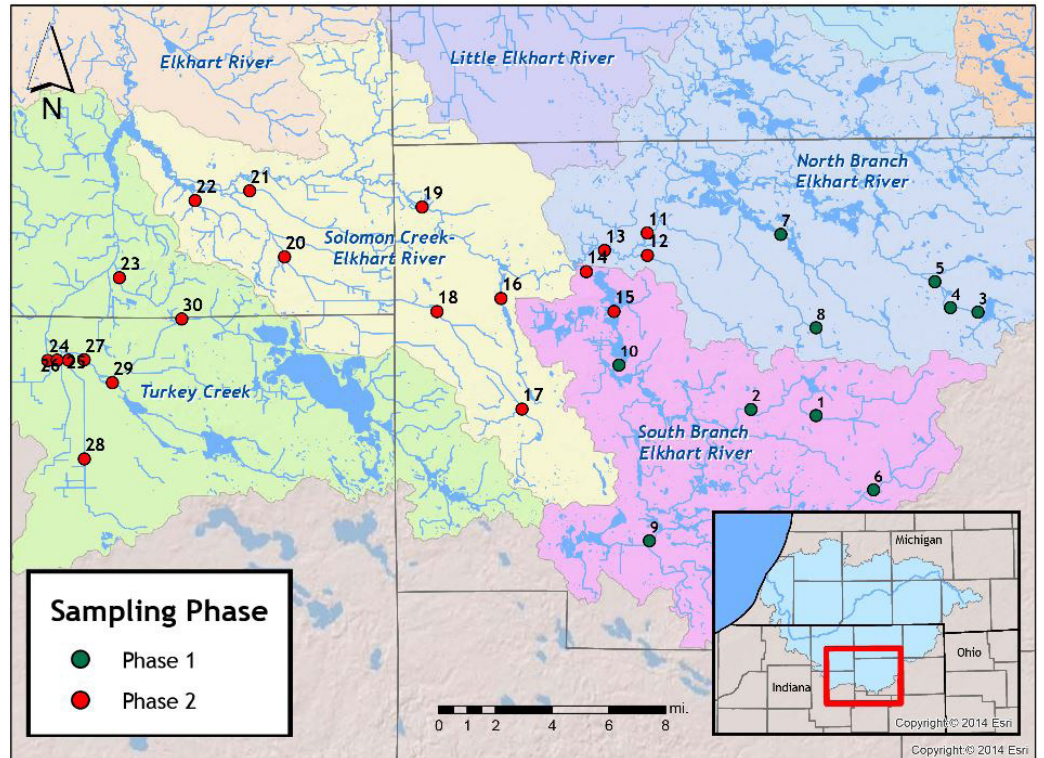 Elkhart River
Little Elkhart River
N
North Branch
Elkhart River
21
22
19
11
7
Solomon Creek-
Elkhart River
20
13
12
14
23
5
16
4
3
18
15
30
8
24
27
26
25
10
29
Turkey Creek
17
2
1
South Branch
Elkhart River
28
6
9
Michigan
Sampling Phase
Phase 1
Phase 2
Ohio
Indiana
mi.
0
2
4
6
8
Copyright:© 2014 Esri
Copyright:© 2014 Esri